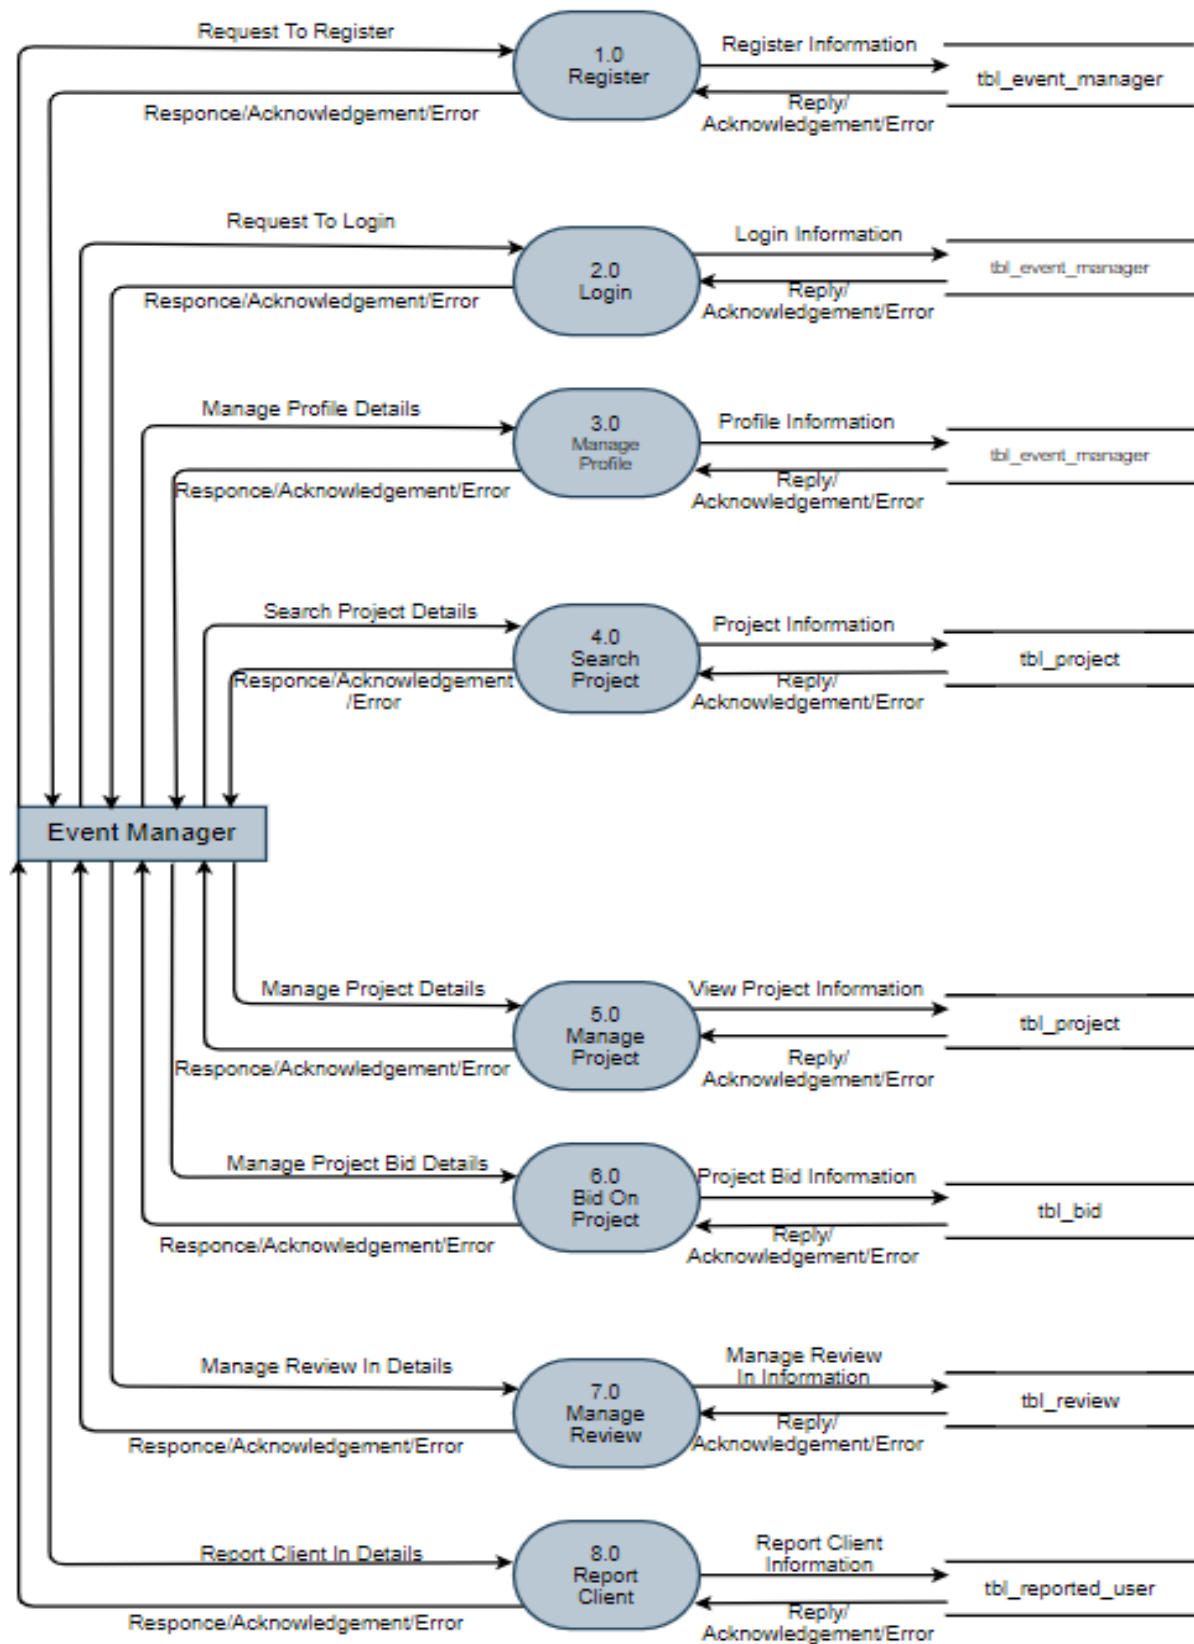 Request To Register
1.0
Register
Register Information
tbl_event_manager
Responce/Acknowledgement/Error
Reply/
Acknowledgement/Error
Request To Login
2.0
Login
Login Information
tbl_event_manager
Responce/Acknowledgement/Error
Reply/
Acknowledgement/Error
Manage Profile Details
3.0
Manage
Profile
Profile Information
tbl_event_manager
Responce/Acknowledgement/Error
Reply/
Acknowledgement/Error
Search Project Details
4.0
Search
Project
Project Information
tbl_project
Responce/Acknowledgement
/Error
Reply/
Acknowledgement/Error
Event Manager
Manage Project Details
5.0
Manage
Project
View Project Information
tbl_project
Responce/Acknowledgement/Error
Reply/
Acknowledgement/Error
Manage Project Bid Details
6.0
Bid On
Project
Project Bid Information
tbl_bid
Responce/Acknowledgement/Error
Reply/
Acknowledgement/Error
Manage Review In Details
7.0
Manage
Review
Manage Review
In Information
tbl_review
Responce/Acknowledgement/Error
Reply/
Acknowledgement/Error
Report Client In Details
8.0
Report
Client
Report Client
Information
tbl_reported_user
Responce/Acknowledgement/Error
Reply/
Acknowledgement/Error